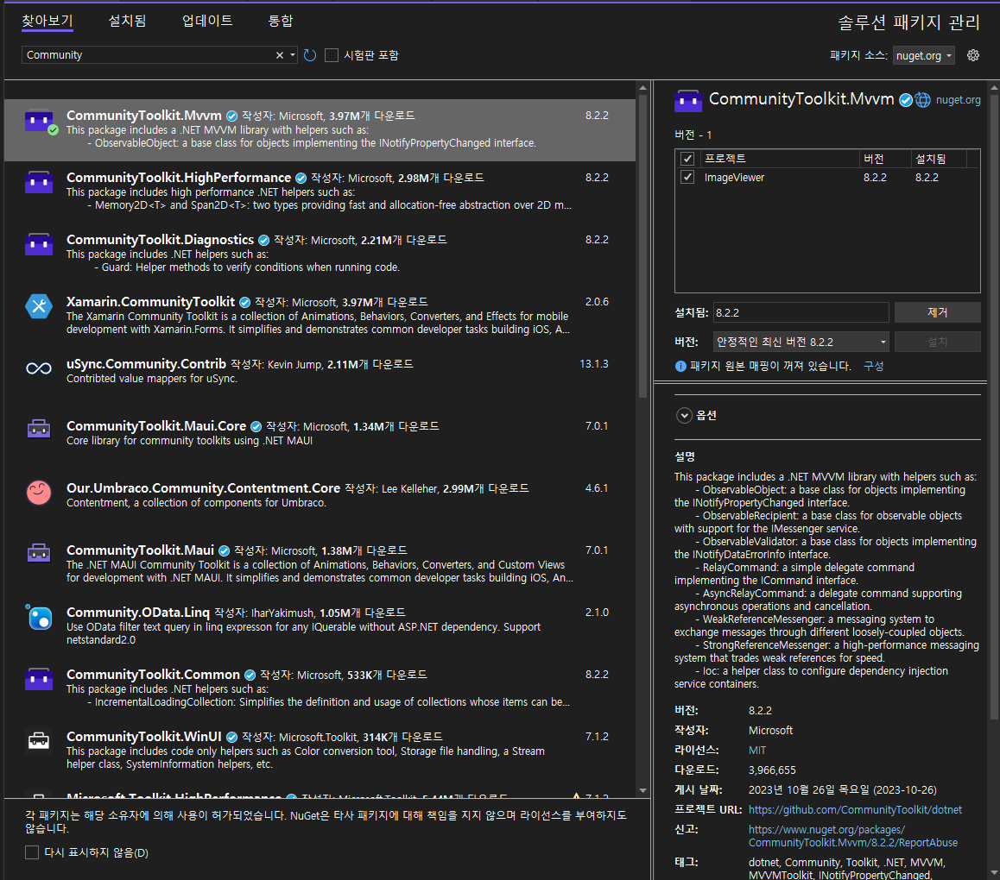 찾아보기 설치됨 업데이트 통합
솔루션 패키지 관리
Community
시험판 포함
패키지 소스: nuget.org
CommunityToolkit.Mvvm 작성자: Microsoft, 3.97M개 다운로드 8.2.2
This package includes a .NET MVVM library with helpers such as:
- ObservableObject: a base class for objects implementing the INotifyPropertyChanged interface.
CommunityToolkit.HighPerformance 작성자: Microsoft, 2.98M개 다운로드 8.2.2
This package includes high performance .NET helpers such as:
- Memory2D<T> and Span2D<T>: two types providing fast and allocation-free abstraction over 2D m...
CommunityToolkit.Diagnostics 작성자: Microsoft, 2.21M개 다운로드 8.2.2
This package includes .NET helpers such as:
- Guard: Helper methods to verify conditions when running code.
Xamarin.CommunityToolkit 작성자: Microsoft, 3.97M개 다운로드 2.0.6
The Xamarin Community Toolkit is a collection of Animations, Behaviors, Converters, and Effects for mobile
development with Xamarin.Forms. It simplifies and demonstrates common developer tasks building iOS, A...
uSync.Community.Contrib 작성자: Kevin Jump, 2.11M개 다운로드 13.1.3
Contribted value mappers for uSync.
CommunityToolkit.Maui.Core 작성자: Microsoft, 1.34M개 다운로드 7.0.1
Core library for community toolkits using .NET MAUI
Our.Umbraco.Community.Contentment.Core 작성자: Lee Kelleher, 2.99M개 다운로드 4.6.1
Contentment, a collection of components for Umbraco.
CommunityToolkit.Maui 작성자: Microsoft, 1.38M개 다운로드 7.0.1
The .NET MAUI Community Toolkit is a collection of Animations, Behaviors, Converters, and Custom Views
for development with .NET MAUI. It simplifies and demonstrates common developer tasks building iOS, An...
Community.OData.Linq 작성자: IharYakimush, 1.05M개 다운로드 2.1.0
Use OData filter text query in linq expresson for any IQuerable without ASP.NET dependency. Support
netstandard2.0
CommunityToolkit.Common 작성자: Microsoft, 533K개 다운로드 8.2.2
This package includes .NET helpers such as:
- IncrementalLoadingCollection: Simplifies the definition and usage of collections whose items can be...
CommunityToolkit.WinUI 작성자: Microsoft.Toolkit, 314K개 다운로드 7.1.2
This package includes code only helpers such as Color conversion tool, Storage file handling, a Stream
helper class, SystemInformation helpers, etc.
Microsoft.Toolkit.HighPerformance 작성자: Microsoft.Toolkit, 5.44M개 다운로드 7.1.2
각 패키지는 해당 소유자에 의해 사용이 허가되었습니다. NuGet은 타사 패키지에 대해 책임을 지지 않으며 라이선스를 부여하지도
않습니다.
다시 표시하지 않음(D)
CommunityToolkit.Mvvm nuget.org
버전 - 1
프로젝트 버전 설치됨
ImageViewer 8.2.2 8.2.2
설치됨: 8.2.2 제거
버전: 안정적인 최신 버전 8.2.2 설치
패키지 원본 매핑이 꺼져 있습니다. 구성
옵션
설명
This package includes a .NET MVVM library with helpers such as:
- ObservableObject: a base class for objects implementing
the INotifyPropertyChanged interface.
- ObservableRecipient: a base class for observable objects
with support for the IMessenger service.
- ObservableValidator: a base class for objects implementing
the INotifyDataErrorInfo interface.
- RelayCommand: a simple delegate command
implementing the ICommand interface.
- AsyncRelayCommand: a delegate command supporting
asynchronous operations and cancellation.
- WeakReferenceMessenger: a messaging system to
exchange messages through different loosely-coupled objects.
- StrongReferenceMessenger: a high-performance messaging
system that trades weak references for speed.
- Ioc: a helper class to configure dependency injection
service containers.
버전: 8.2.2
작성자: Microsoft
라이선스: MIT
다운로드: 3,966,655
게시 날짜: 2023년 10월 26일 목요일 (2023-10-26)
프로젝트 URL: https://github.com/CommunityToolkit/dotnet
신고: https://www.nuget.org/packages/
CommunityToolkit.Mvvm/8.2.2/ReportAbuse
태그: dotnet, Community, Toolkit, .NET, MVVM,
MVVMToolkit, INotifyPropertyChanged,